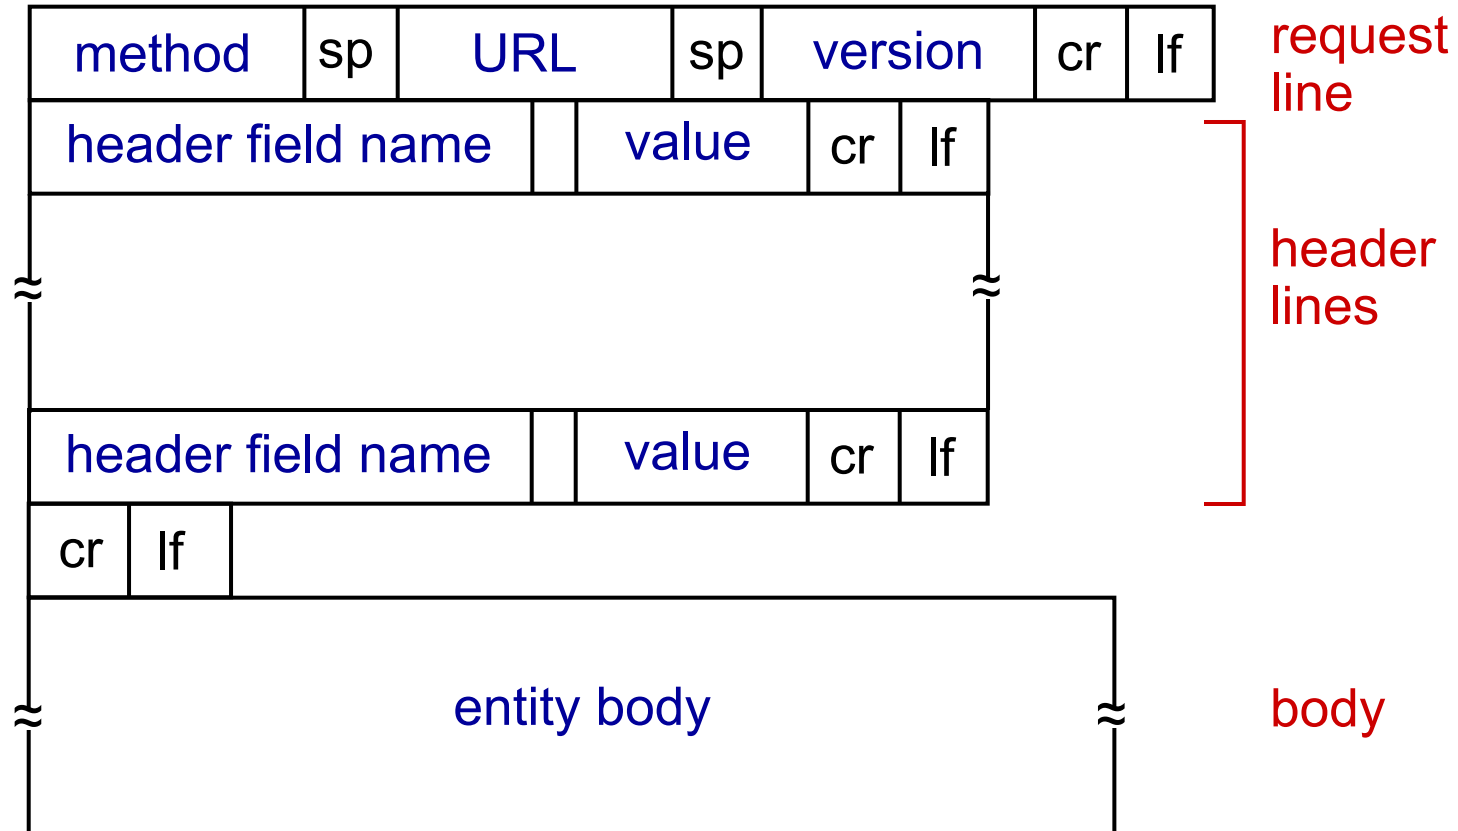 method sp URL sp version cr lf request
line
header field name value cr lf
header
lines
header field name value cr lf
cr lf
entity body body